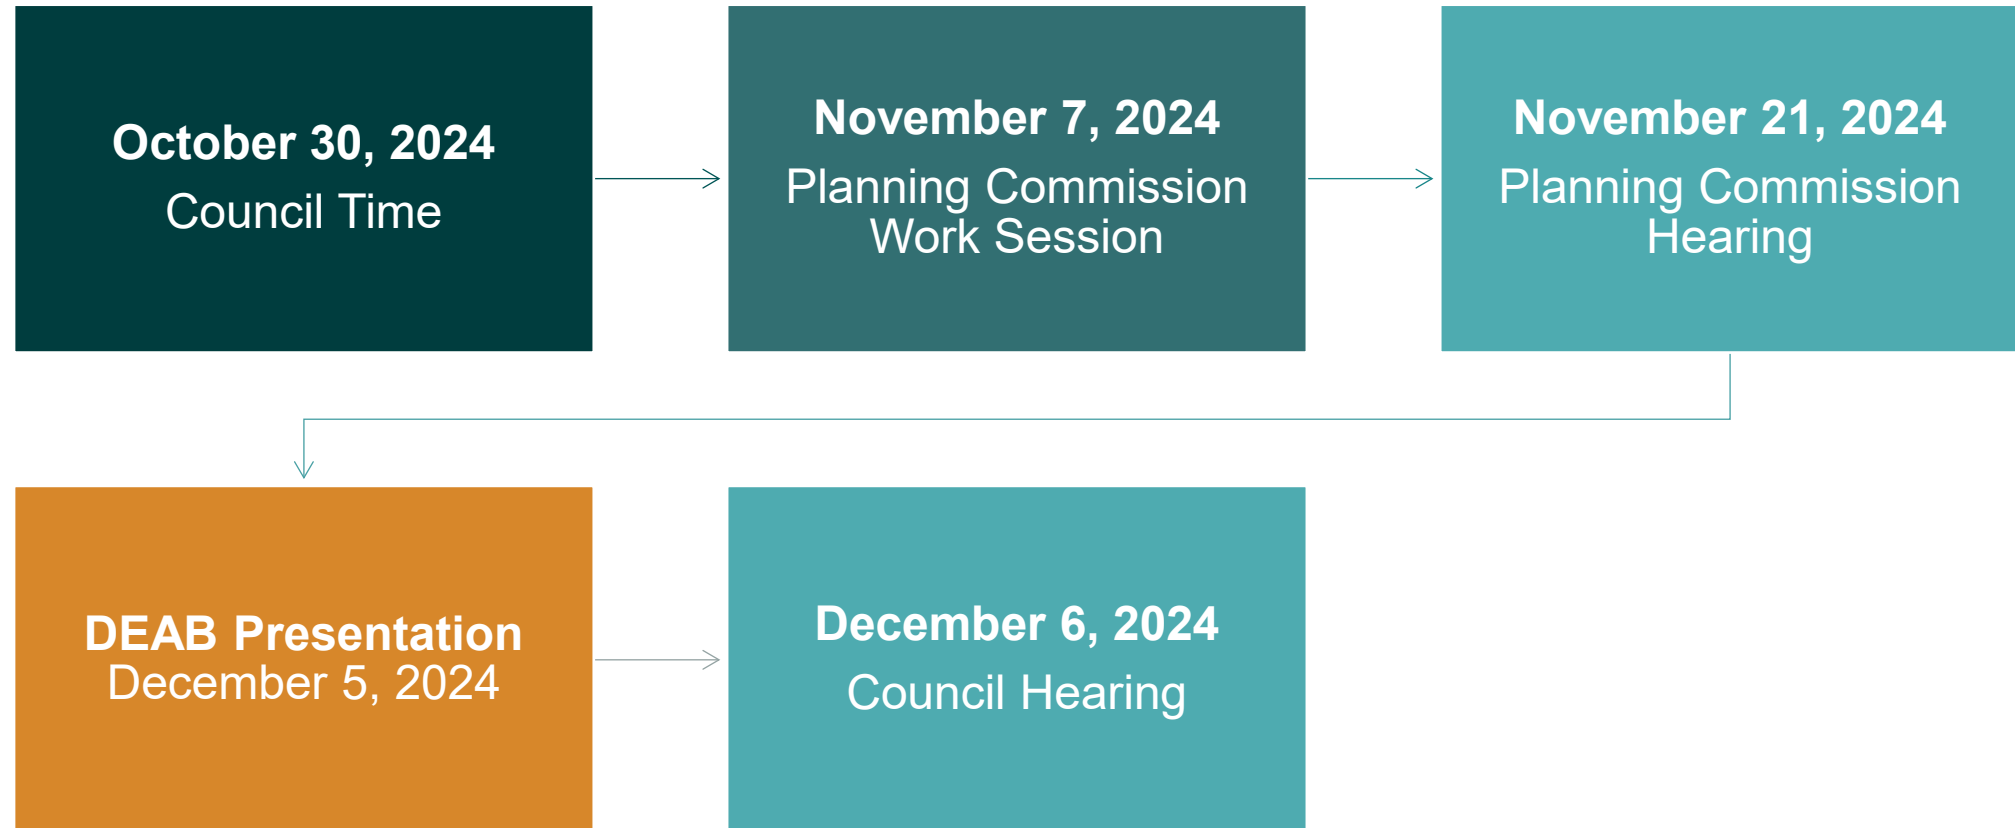 October 30, 2024
Council Time
November 7, 2024
Planning Commission
Work Session
November 21, 2024
Planning Commission
Hearing
DEAB Presentation
December 5, 2024
December 6, 2024
Council Hearing